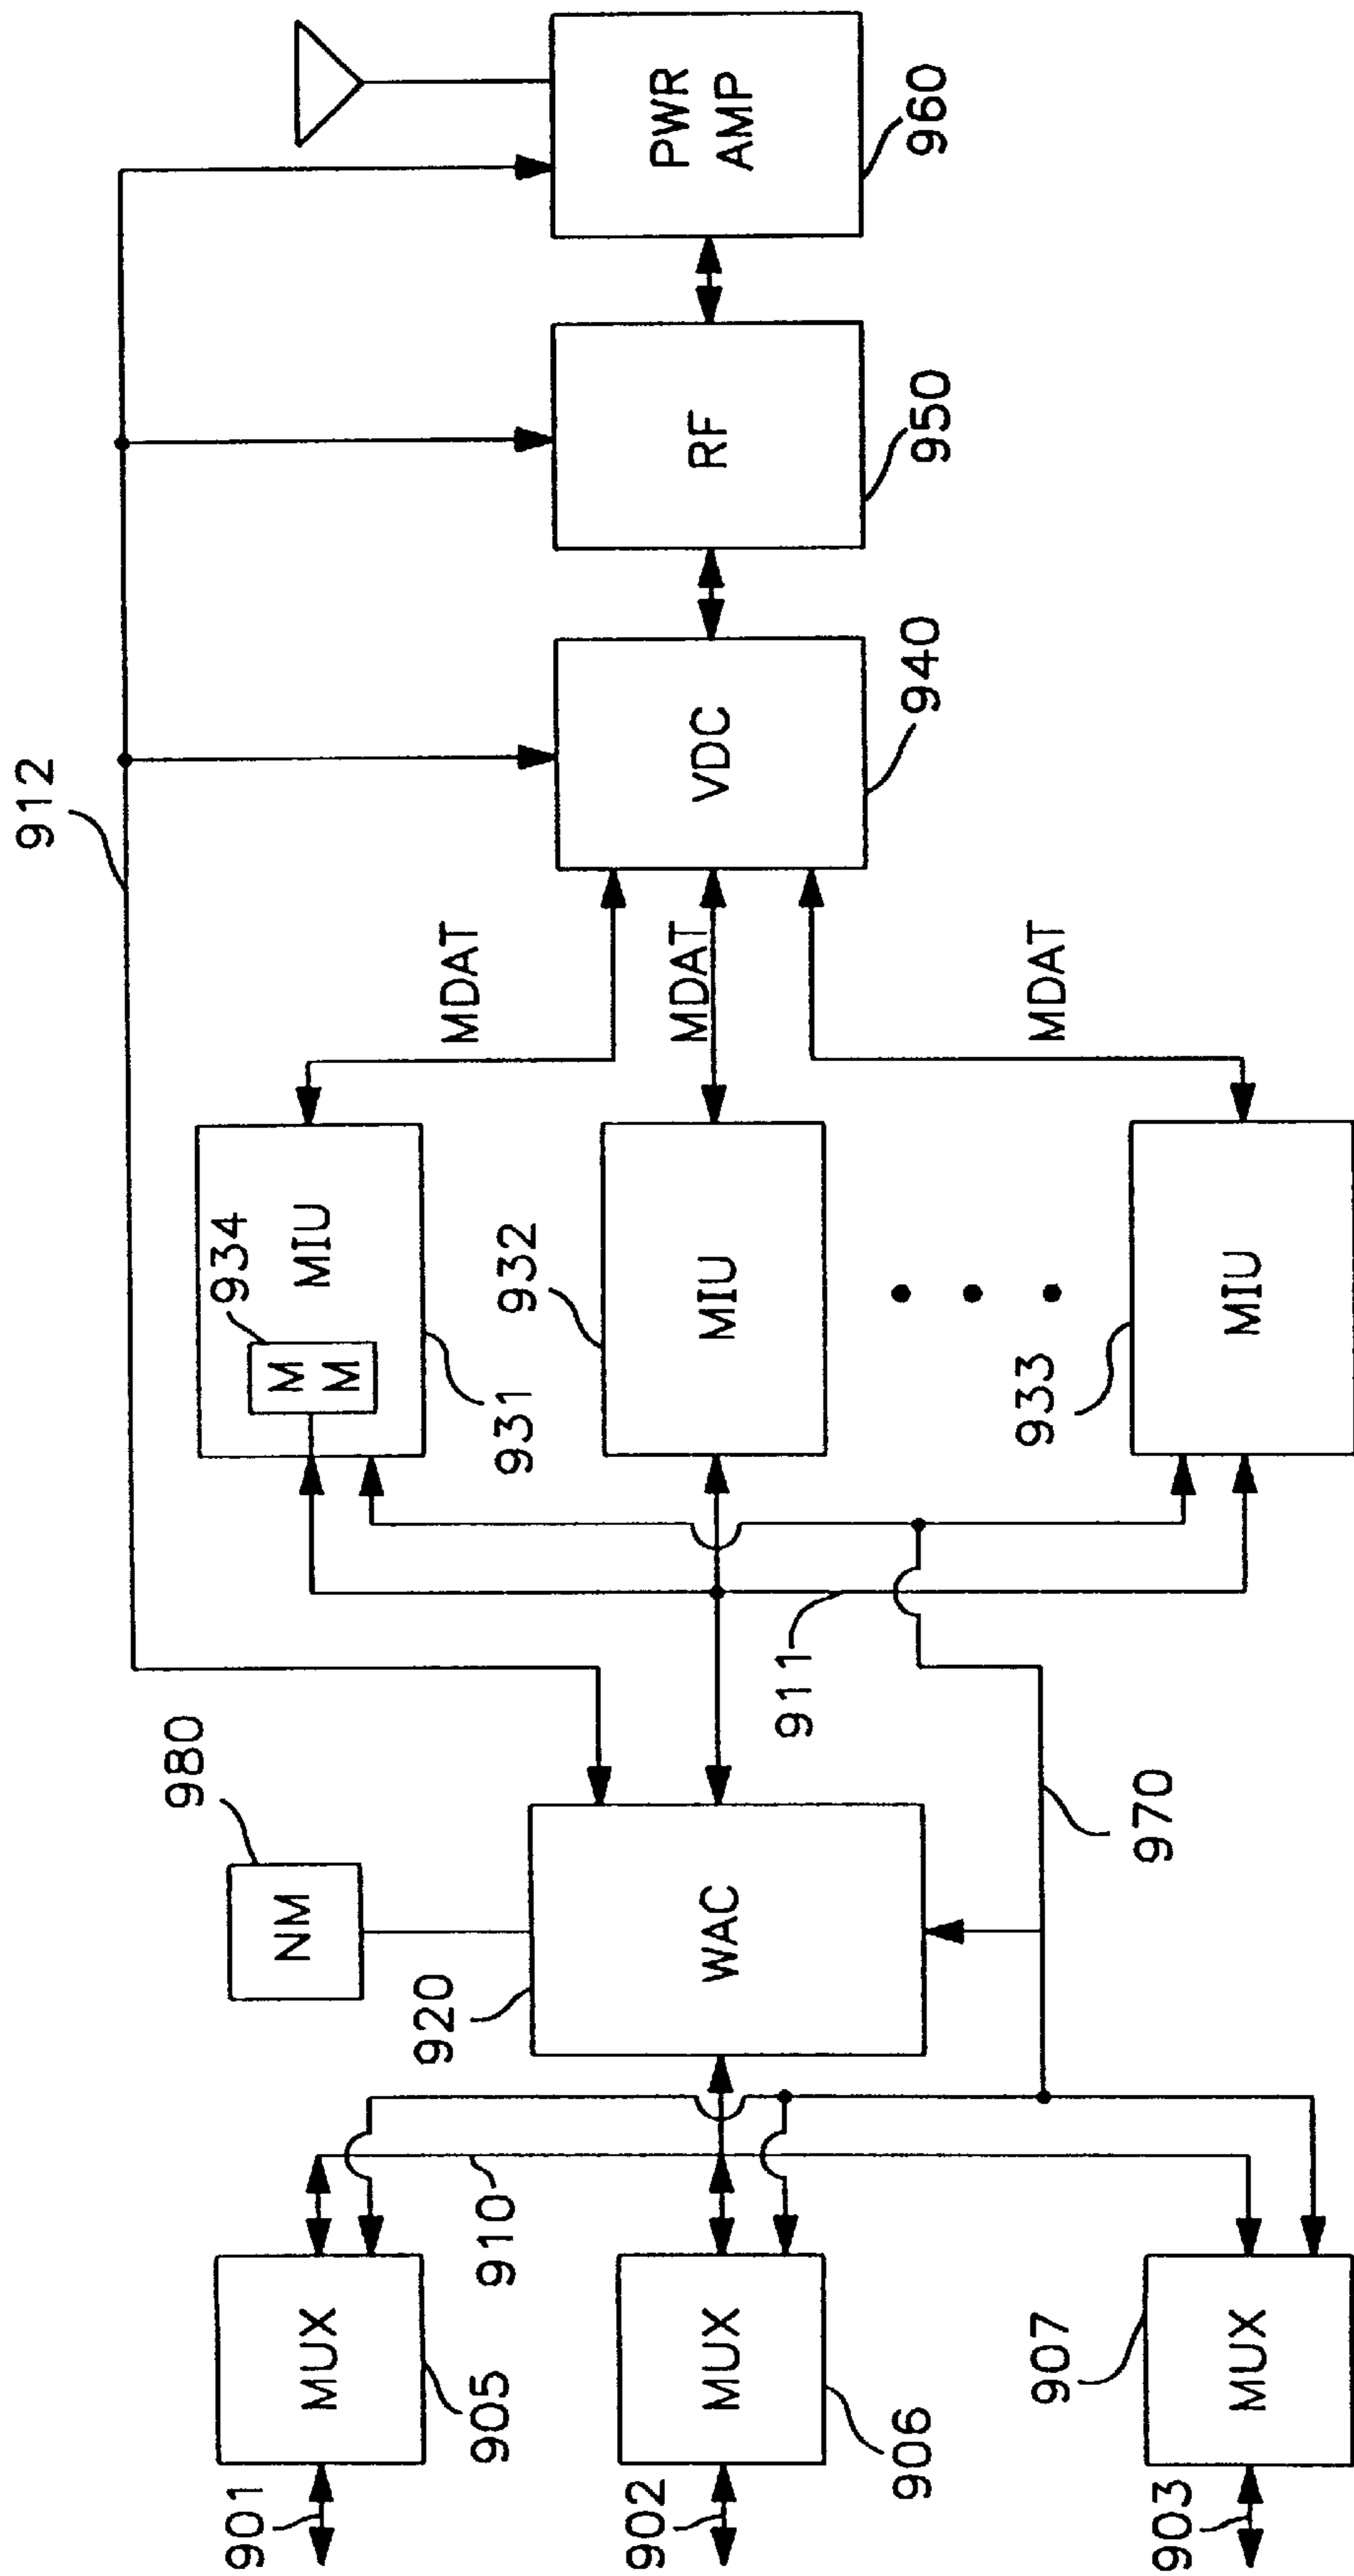 912
PWR
AMP
960
RF
950
VDC
940
MDAT
MDAT
MDAT
934
MIU
M
M
931
932
MIU
933
MIU
911
980
NM
920
WAC
970
910
901
MUX
905
902
MUX
906
903
MUX
907